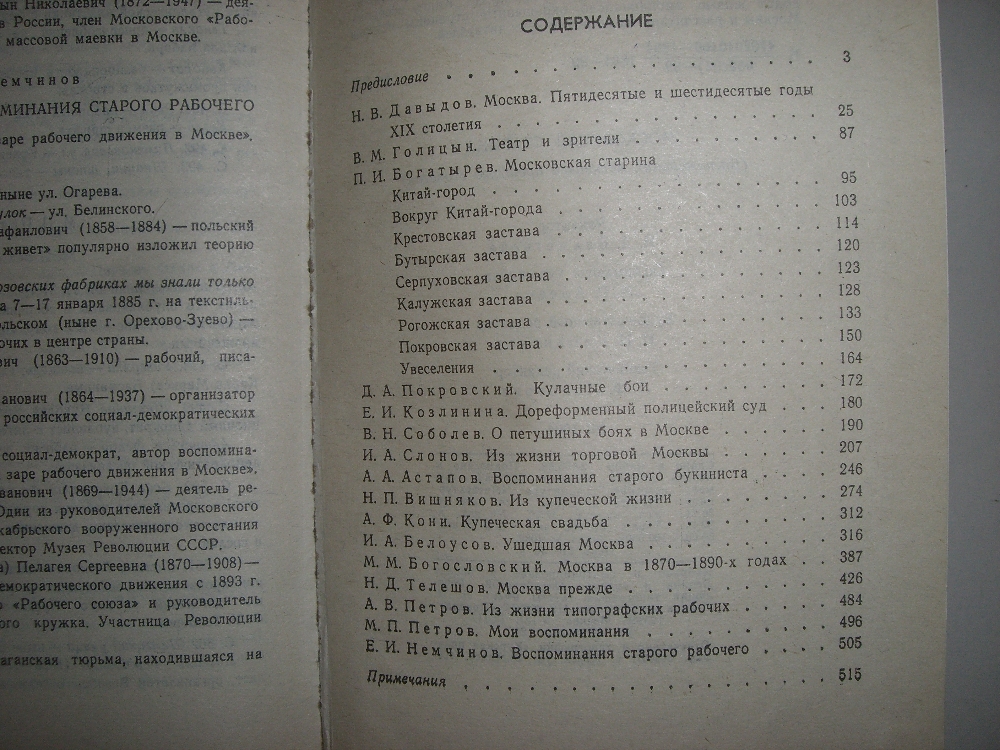 Николаевич (1872—1947) — дея-
в России, член Московского «Рабо-
массовой маевки в Москве.
емчинов
МИНАНИЯ СТАРОГО РАБОЧЕГО
аре рабочего движения в Москве».
ныне ул. Огарева.
улок — ул. Белинского.
афаилович (1858—1884) — польский
живет» популярно изложил теорию
озовских фабриках мы знали только
а 7—17 января 1885 г. на текстиль-
ольском (ныне г. Орехово-Зуево) —
очих в центре страны.
вич (1863—1910) — рабочий, писа-
анович (1864—1937) — организатор
российских социал-демократических
социал-демократ, автор воспомина-
заре рабочего движения в Москве».
ванович (1869—1944) — деятель ре-
Один из руководителей Московского
кабрьского вооруженного восстания
ектор Музея Революции СССР.
а) Пелагея Сергеевна (1870—1908) —
емократического движения с 1893 г.
«Рабочего союза» и руководитель
ого кружка. Участница Революции
аганская тюрьма, находившаяся на
СОДЕРЖАНИЕ
Предисловие . . . . . . . . . . . . . . . . 3
Н. В. Давыдов. Москва. Пятидесятые и шестидесятые годы
XIX столетия . . . . . . . . . . . . . . . . 25
В. М. Голицын. Театр и зрители . . . . . . . . . 87
П. И. Богатырев. Московская старина
Китай-город . . . . . . . . . . . . . . . . 95
Вокруг Китай-города . . . . . . . . . . . . . 103
Крестовская застава . . . . . . . . . . . . . 114
Бутырская застава . . . . . . . . . . . . . . 120
Серпуховская застава . . . . . . . . . . . . . 123
Калужская застава . . . . . . . . . . . . . . 128
Рогожская застава . . . . . . . . . . . . . . 133
Покровская застава . . . . . . . . . . . . . . 150
Увеселения . . . . . . . . . . . . . . . . 164
Д. А. Покровский. Кулачные бои . . . . . . . . 172
Е. И. Козлинина. Дореформенный полицейский суд . . . 180
В. Н. Соболев. О петушиных боях в Москве . . . . . 190
И. А. Слонов. Из жизни торговой Москвы . . . . . . 207
А. А. Астапов. Воспоминания старого букиниста . . . . 246
Н. П. Вишняков. Из купеческой жизни . . . . . . . 274
А. Ф. Кони. Купеческая свадьба . . . . . . . . . 312
И. А. Белоусов. Ушедшая Москва . . . . . . . . 316
М. М. Богословский. Москва в 1870—1890-х годах . . 387
Н. Д. Телешов. Москва прежде . . . . . . . . . 426
А. В. Петров. Из жизни типографских рабочих . . . . . 484
М. П. Петров. Мои воспоминания . . . . . . . . 496
Е. И. Немчинов. Воспоминания старого рабочего . . . . 505
Примечания . . . . . . . . . . . . . . . . 515